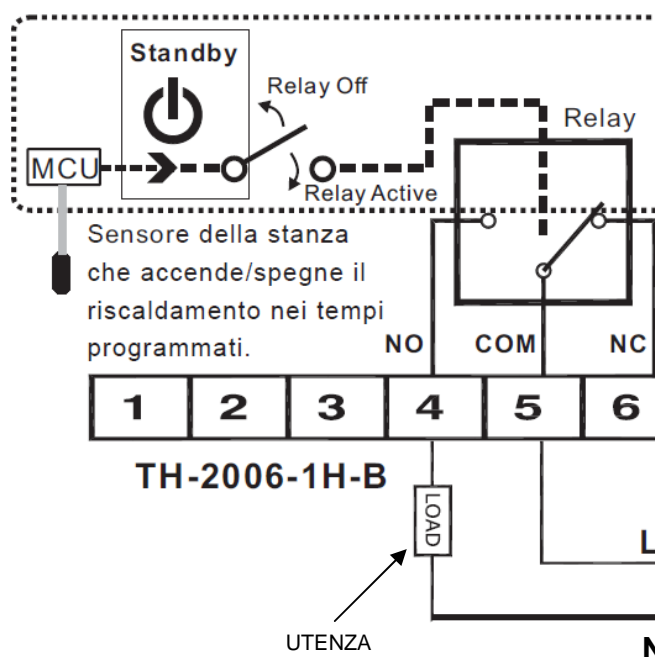 Standby
Relay Off
Relay
MCU
Relay Active
Sensore della stanza
che accende/spegne il
riscaldamento nei tempi
programmati.
NO COM NC
1 2 3 4 5 6
TH-2006-1H-B
LOAD
L
UTENZA
N